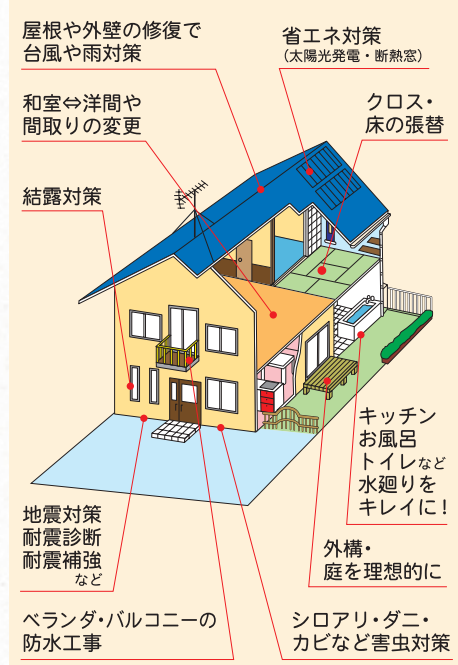 屋根や外壁の修復で
台風や雨対策
省エネ対策
（太陽光発電・断熱窓）
和室⇔洋間や
間取りの変更
クロス・
床の張替
結露対策
キッチン
お風呂
トイレなど
水廻りを
キレイに！
地震対策
耐震診断
耐震補強
など
外構・
庭を理想的に
ベランダ・バルコニーの
防水工事
シロアリ・ダニ・
カビなど害虫対策